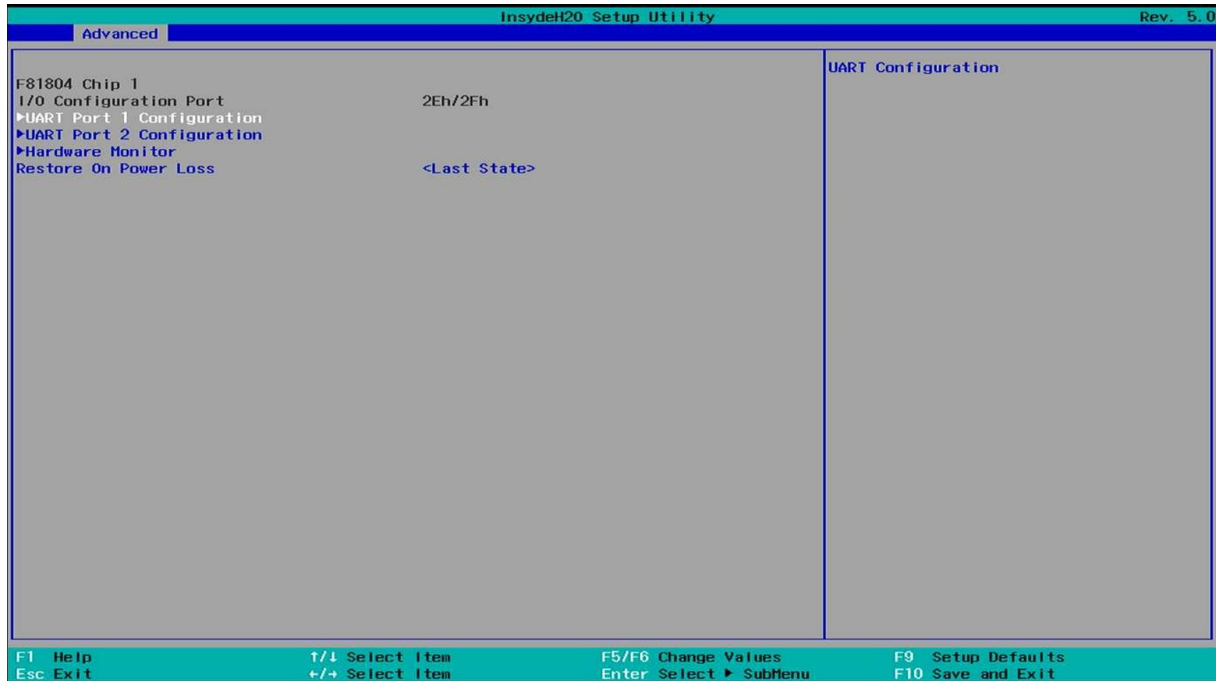 InsydeH20 Setup Utility Rev. 5.0
Advanced
F81804 Chip 1
I/O Configuration Port 2Eh/2Fh
▶UART Port 1 Configuration
▶UART Port 2 Configuration
▶Hardware Monitor
Restore On Power Loss <Last State>
UART Configuration
F1 Help ↑/↓ Select Item F5/F6 Change Values F9 Setup Defaults
Esc Exit ←/→ Select Item Enter Select ▶ SubMenu F10 Save and Exit